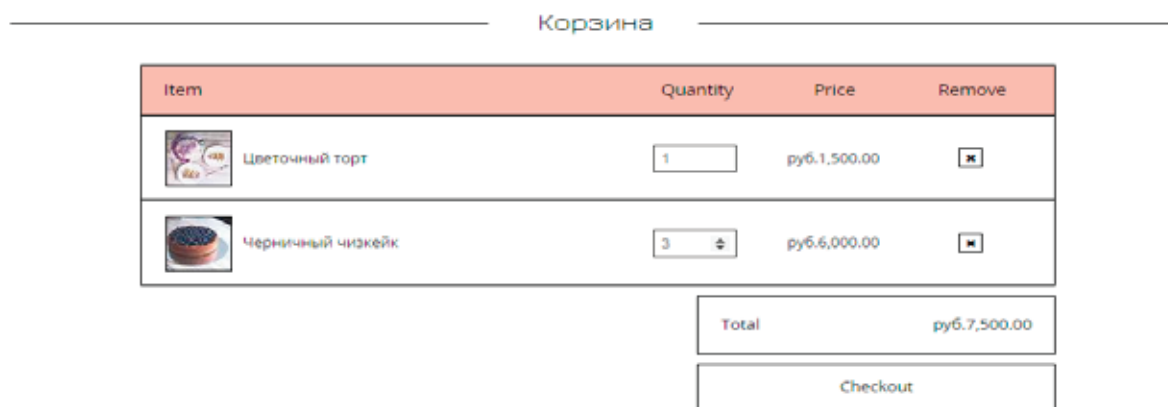 Корзина
Item Quantity Price Remove
Цветочный торт 1 руб.1,500.00
Черничный чизкейк 3 руб.6,000.00
Total руб.7,500.00
Checkout